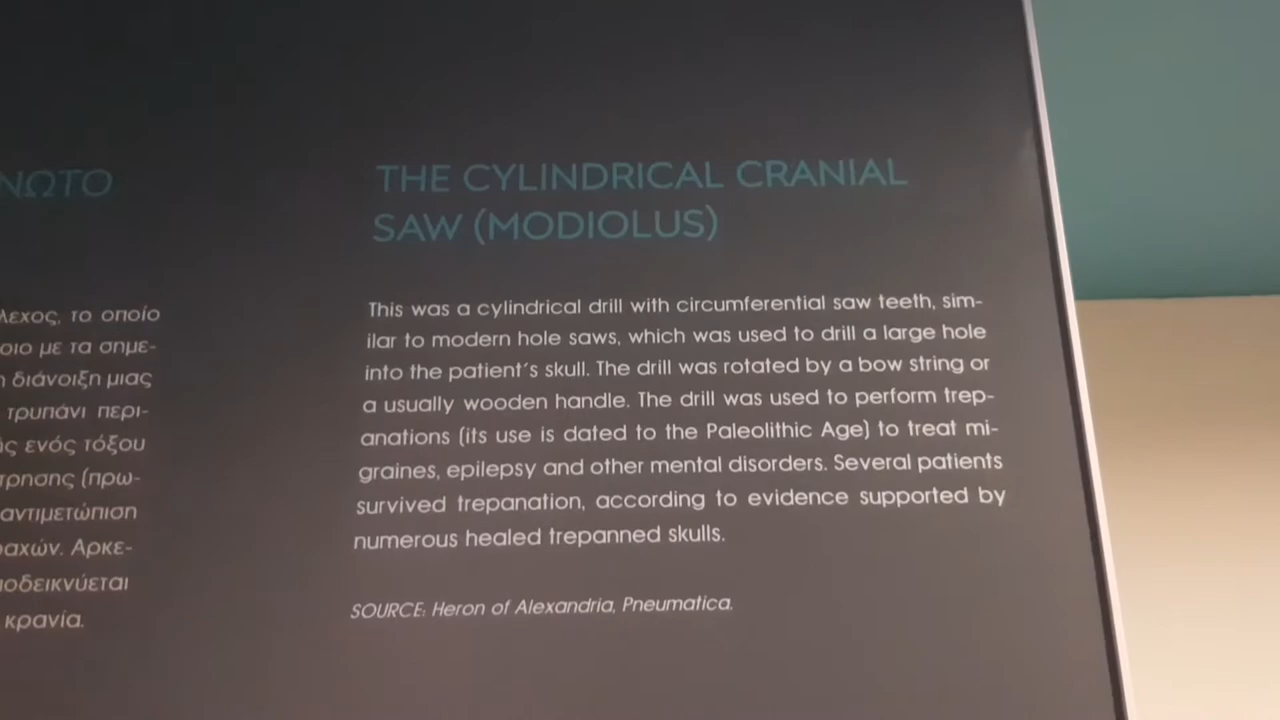 ΝΩΤΟ
λεχος, το οποίο
οιο με τα σημε-
η διάνοιξη μιας
τρυπάνι περι-
ής ενός τόξου
τρησης (πρω-
αντιμετώπιση
ραχών. Αρκε-
ποδεικνύεται
κρανία.
THE CYLINDRICAL CRANIAL
SAW (MODIOLUS)
This was a cylindrical drill with circumferential saw teeth, sim-
ilar to modern hole saws, which was used to drill a large hole
into the patient's skull. The drill was rotated by a bow string or
a usually wooden handle. The drill was used to perform trep-
anations (its use is dated to the Paleolithic Age) to treat mi-
graines, epilepsy and other mental disorders. Several patients
survived trepanation, according to evidence supported by
numerous healed trepanned skulls.
SOURCE: Heron of Alexandria, Pneumatica.